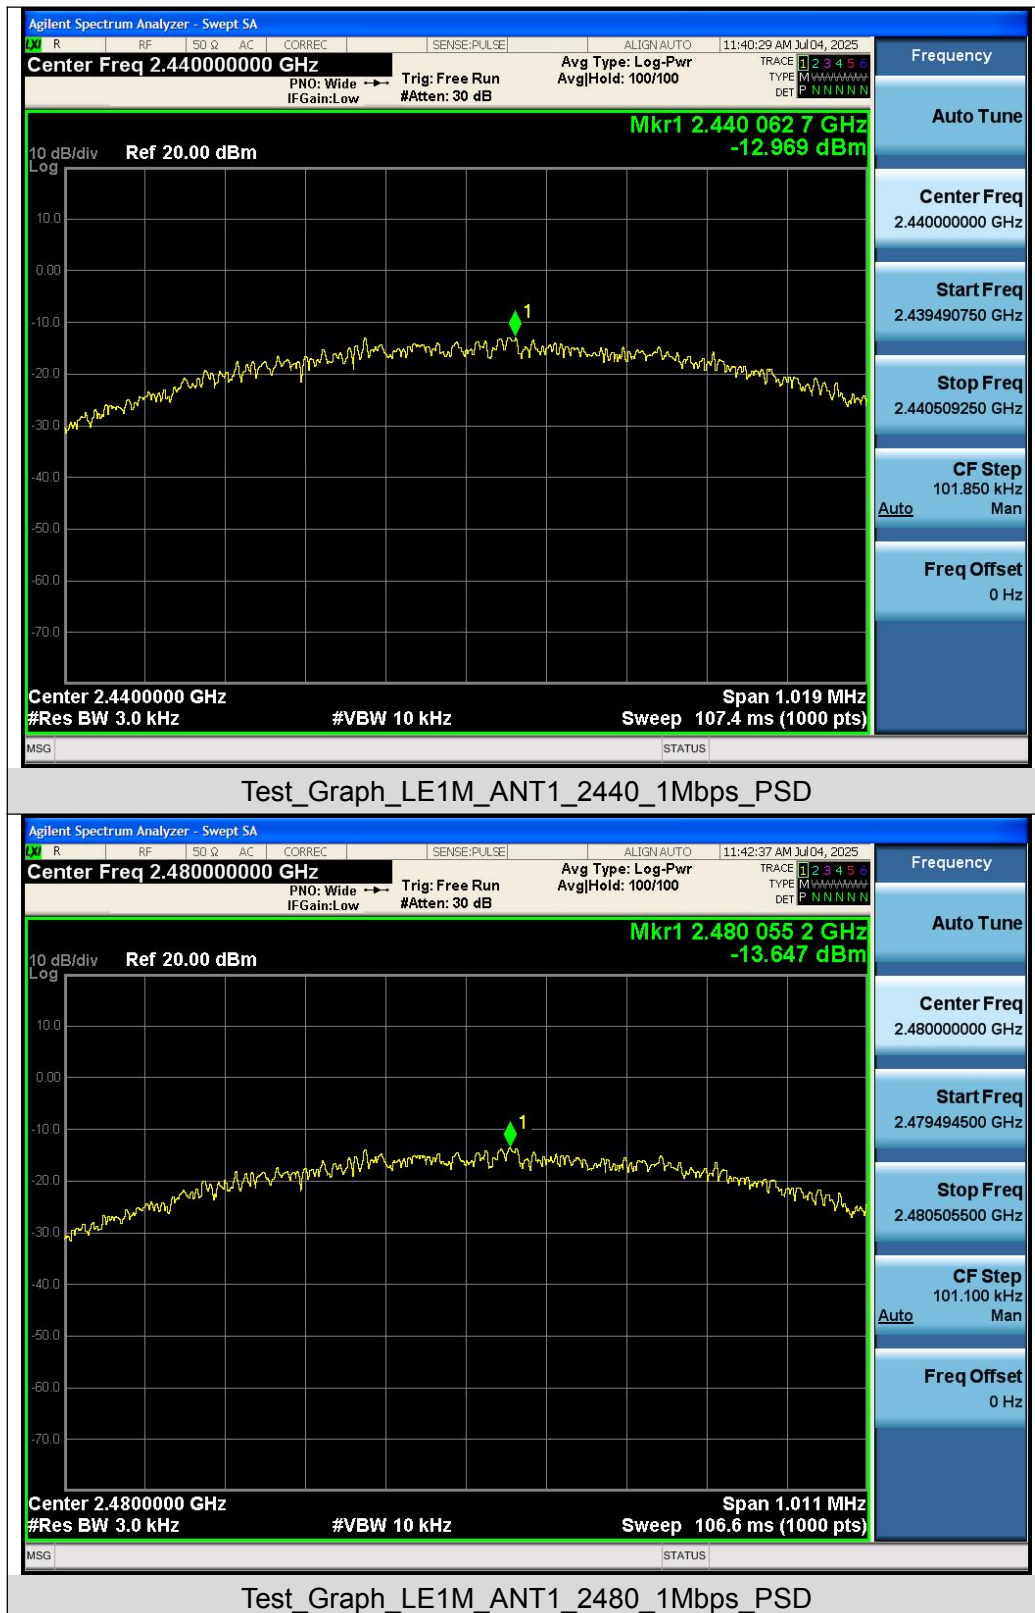 Agilent Spectrum Analyzer - Swept SA
LXI R RF 50 Ω AC CORREC SENSE:PULSE ALIGN AUTO 11:40:29 AM Jul 04, 2025
Center Freq 2.440000000 GHz
PNO: Wide
IFGain:Low
Trig: Free Run
#Atten: 30 dB
Avg Type: Log-Pwr
Avg|Hold: 100/100
TRACE 1 2 3 4 5 6
TYPE M
DET P N N N N N
Frequency
Mkr1 2.440 062 7 GHz
-12.969 dBm
10 dB/div Ref 20.00 dBm
Log
10.0
0.00
-10.0
-20.0
-30.0
-40.0
-50.0
-60.0
-70.0
1
Center 2.4400000 GHz Span 1.019 MHz
#Res BW 3.0 kHz #VBW 10 kHz Sweep 107.4 ms (1000 pts)
MSG STATUS
Auto Tune
Center Freq
2.440000000 GHz
Start Freq
2.439490750 GHz
Stop Freq
2.440509250 GHz
CF Step
101.850 kHz
Auto Man
Freq Offset
0 Hz
Test_Graph_LE1M_ANT1_2440_1Mbps_PSD
Agilent Spectrum Analyzer - Swept SA
LXI R RF 50 Ω AC CORREC SENSE:PULSE ALIGN AUTO 11:42:37 AM Jul 04, 2025
Center Freq 2.480000000 GHz
PNO: Wide
IFGain:Low
Trig: Free Run
#Atten: 30 dB
Avg Type: Log-Pwr
Avg|Hold: 100/100
TRACE 1 2 3 4 5 6
TYPE M
DET P N N N N N
Frequency
Mkr1 2.480 055 2 GHz
-13.647 dBm
10 dB/div Ref 20.00 dBm
Log
10.0
0.00
-10.0
-20.0
-30.0
-40.0
-50.0
-60.0
-70.0
1
Center 2.4800000 GHz Span 1.011 MHz
#Res BW 3.0 kHz #VBW 10 kHz Sweep 106.6 ms (1000 pts)
MSG STATUS
Auto Tune
Center Freq
2.480000000 GHz
Start Freq
2.479494500 GHz
Stop Freq
2.480505500 GHz
CF Step
101.100 kHz
Auto Man
Freq Offset
0 Hz
Test_Graph_LE1M_ANT1_2480_1Mbps_PSD